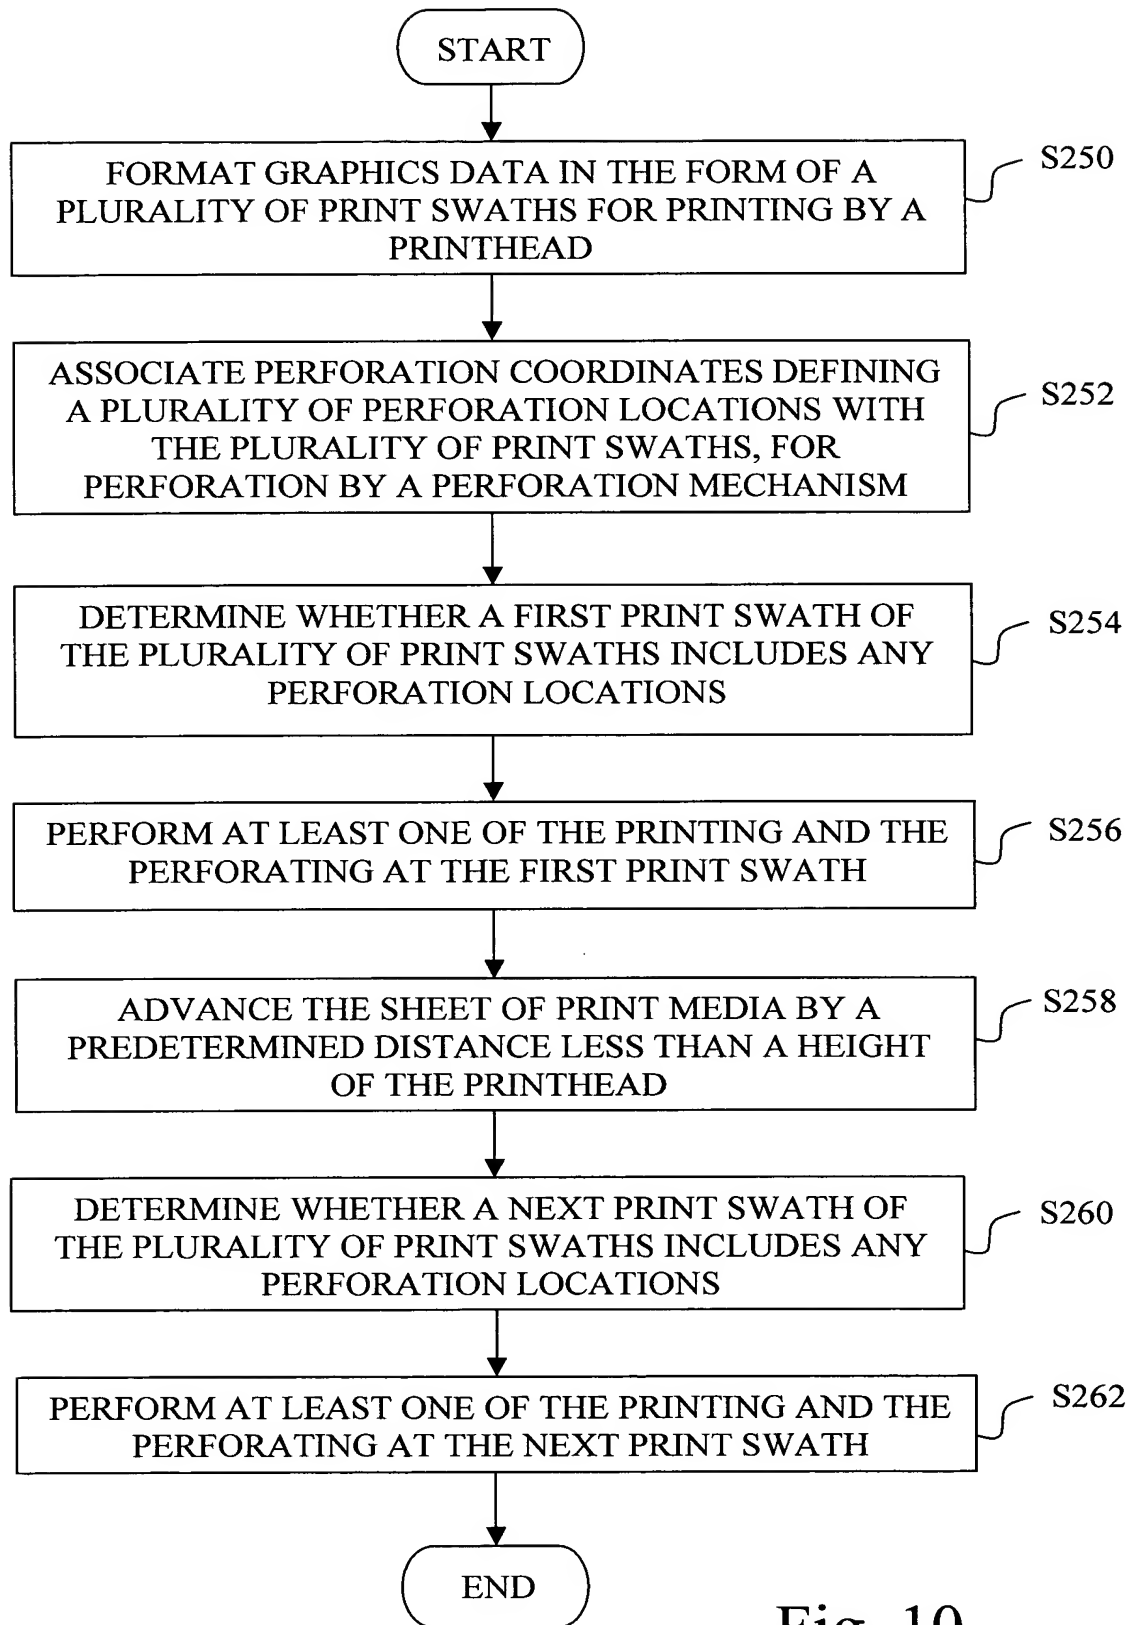 START
FORMAT GRAPHICS DATA IN THE FORM OF A
PLURALITY OF PRINT SWATHS FOR PRINTING BY A
PRINTHEAD
S250
ASSOCIATE PERFORATION COORDINATES DEFINING
A PLURALITY OF PERFORATION LOCATIONS WITH
THE PLURALITY OF PRINT SWATHS, FOR
PERFORATION BY A PERFORATION MECHANISM
S252
DETERMINE WHETHER A FIRST PRINT SWATH OF
THE PLURALITY OF PRINT SWATHS INCLUDES ANY
PERFORATION LOCATIONS
S254
PERFORM AT LEAST ONE OF THE PRINTING AND THE
PERFORATING AT THE FIRST PRINT SWATH
S256
ADVANCE THE SHEET OF PRINT MEDIA BY A
PREDETERMINED DISTANCE LESS THAN A HEIGHT
OF THE PRINTHEAD
S258
DETERMINE WHETHER A NEXT PRINT SWATH OF
THE PLURALITY OF PRINT SWATHS INCLUDES ANY
PERFORATION LOCATIONS
S260
PERFORM AT LEAST ONE OF THE PRINTING AND THE
PERFORATING AT THE NEXT PRINT SWATH
S262
END
Fig. 10